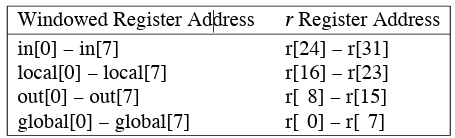 Windowed Register Address r Register Address
in[0] – in[7] r[24] – r[31]
local[0] – local[7] r[16] – r[23]
out[0] – out[7] r[ 8] – r[15]
global[0] – global[7] r[ 0] – r[ 7]